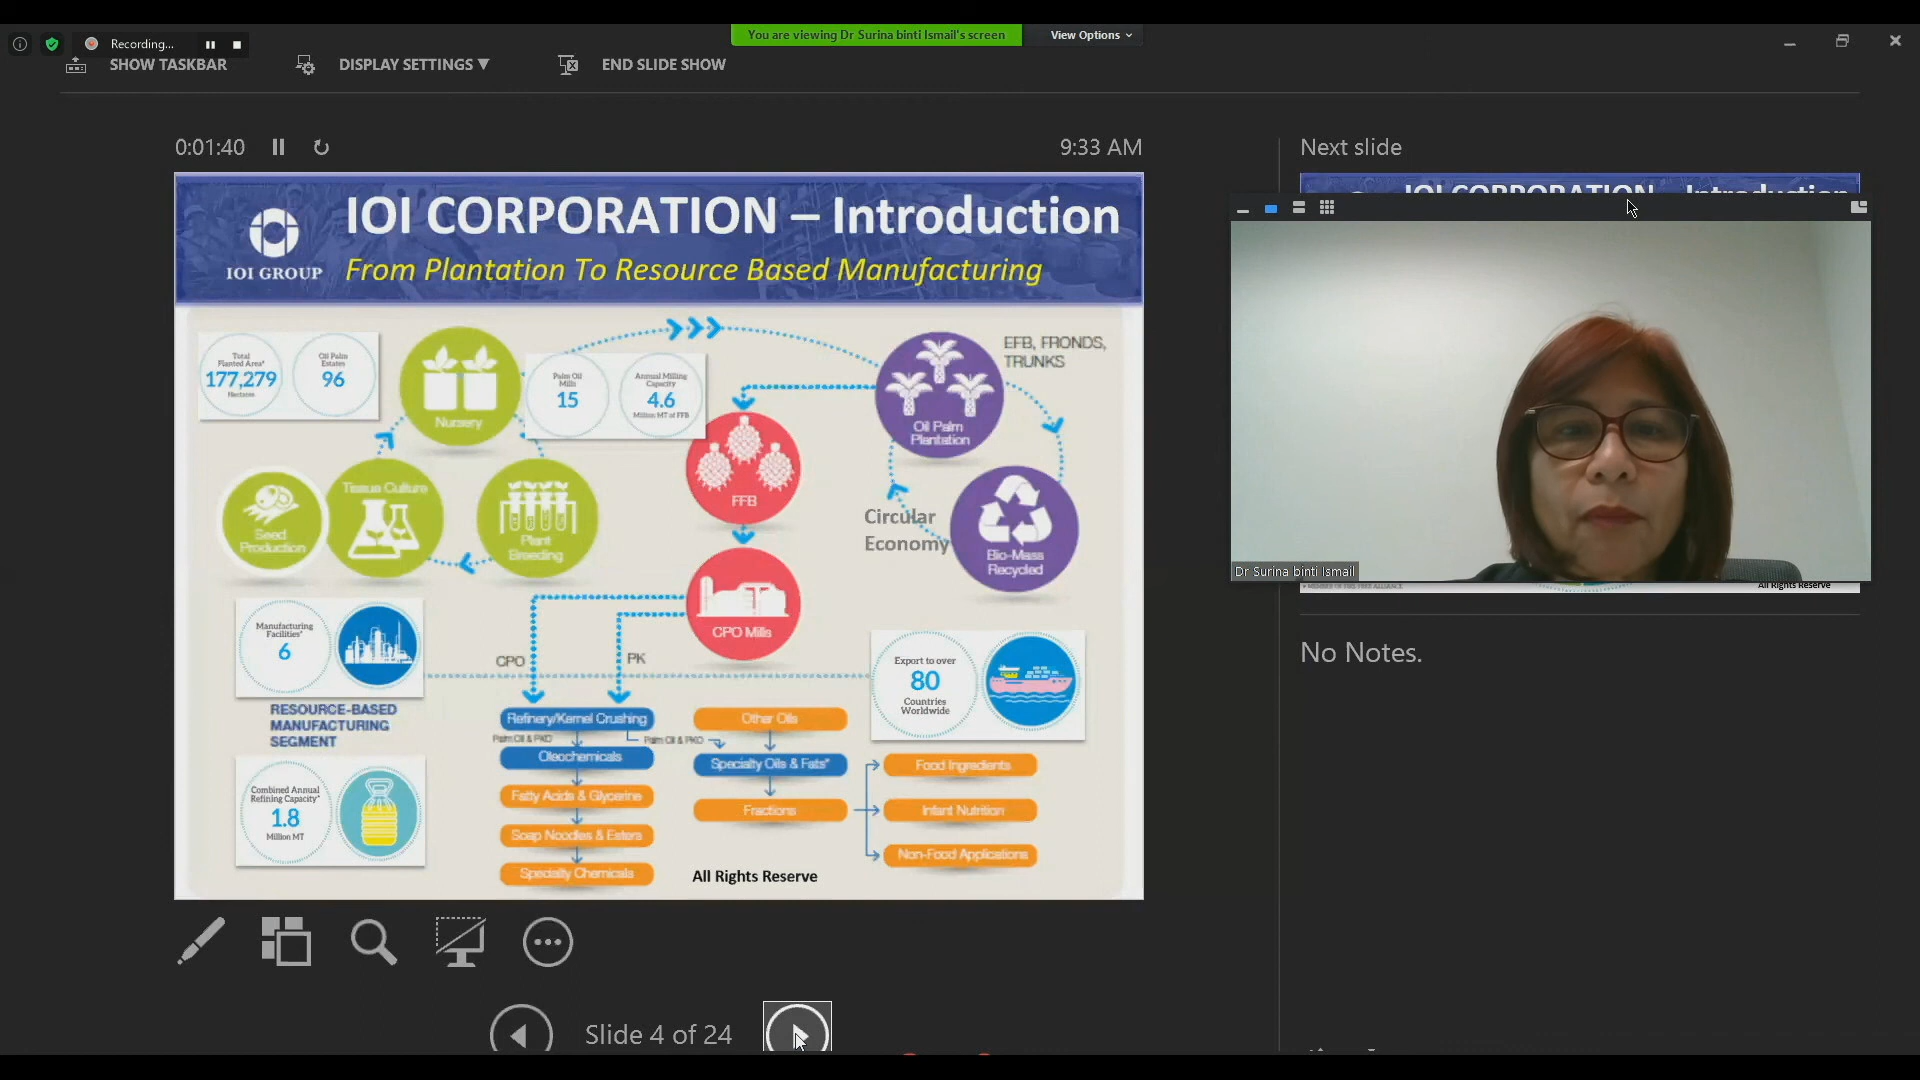 You are viewing Dr Surina binti Ismail's screen
View Options
Recording...
SHOW TASKBAR
DISPLAY SETTINGS
END SLIDE SHOW
0:01:40
9:33 AM
Next slide
IOI CORPORATION – Introduction
IOI GROUP
From Plantation To Resource Based Manufacturing
IOI CORPORATION – Introduction
Total
Planted Area*
177,279
Hectares
Oil Palm
Estates
96
Nursery
Palm Oil
Mills
15
Annual Milling
Capacity
4.6
Million MT of FFB
Oil Palm
Plantation
EFB, FRONDS,
TRUNKS
FFB
Seed
Production
Tissue Culture
Plant
Breeding
Circular
Economy
Bio-Mass
Recycled
CPO Mills
Manufacturing
Facilities*
6
CPO
PK
Export to over
80
Countries
Worldwide
RESOURCE-BASED
MANUFACTURING
SEGMENT
Refinery/Kernel Crushing
Other Oils
Palm Oil & PKO
Palm Oil & PKO
Oleochemicals
Specialty Oils & Fats*
Food Ingredients
Combined Annual
Refining Capacity*
1.8
Million MT
Fatty Acids & Glycerine
Fractions
Infant Nutrition
Soap Noodles & Esters
Non-Food Applications
Specialty Chemicals
All Rights Reserve
Dr Surina binti Ismail
All Rights Reserve
No Notes.
Slide 4 of 24